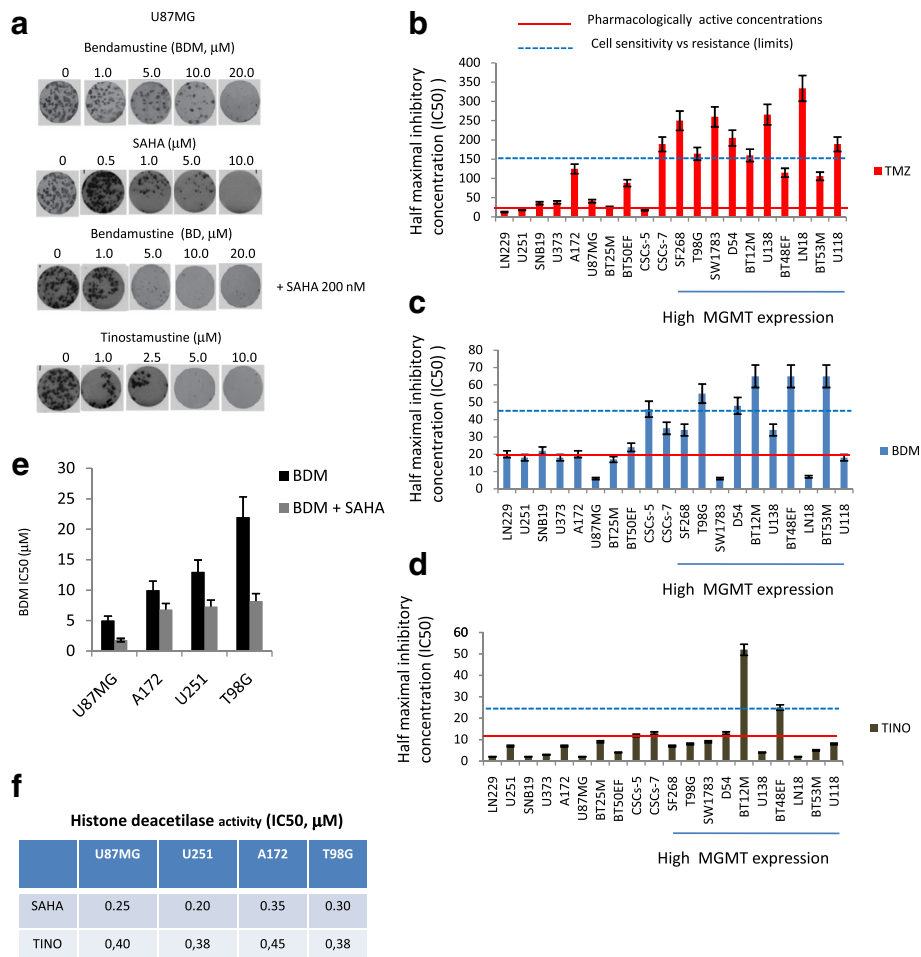 a
U87MG
Bendamustine (BDM, µM)
0 1.0 5.0 10.0 20.0
SAHA (µM)
0 0.5 1.0 5.0 10.0
Bendamustine (BD, µM)
0 1.0 5.0 10.0 20.0
+ SAHA 200 nM
Tinostamustine (µM)
0 1.0 2.5 5.0 10.0
b
Pharmacologically active concentrations
Cell sensitivity vs resistance (limits)
Half maximal inhibitory
concentration (IC50) )
400
350
300
250
200
150
100
50
0
LN229 U251 SNB19 U373 A172 U87MG BT25M BT50EF CSCs-5 CSCs-7 SF268 T98G SW1783 D54 BT12M U138 BT48EF LN18 BT53M U118
TMZ
High MGMT expression
c
Half maximal inhibitory
concentration (IC50) )
80
70
60
50
40
30
20
10
0
LN229 U251 SNB19 U373 A172 U87MG BT25M BT50EF CSCs-5 CSCs-7 SF268 T98G SW1783 D54 BT12M U138 BT48EF LN18 BT53M U118
BDM
High MGMT expression
d
Half maximal inhibitory
concentration (IC50)
60
50
40
30
20
10
0
LN229 U251 SNB19 U373 A172 U87MG BT25M BT50EF CSCs-5 CSCs-7 SF268 T98G SW1783 D54 BT12M U138 BT48EF LN18 BT53M U118
TINO
High MGMT expression
e
BDM IC50 (µM)
30
25
20
15
10
5
0
BDM
BDM + SAHA
U87MG A172 U251 T98G
f
Histone deacetilase activity (IC50, µM)
U87MG U251 A172 T98G
SAHA 0.25 0.20 0.35 0.30
TINO 0,40 0,38 0,45 0,38